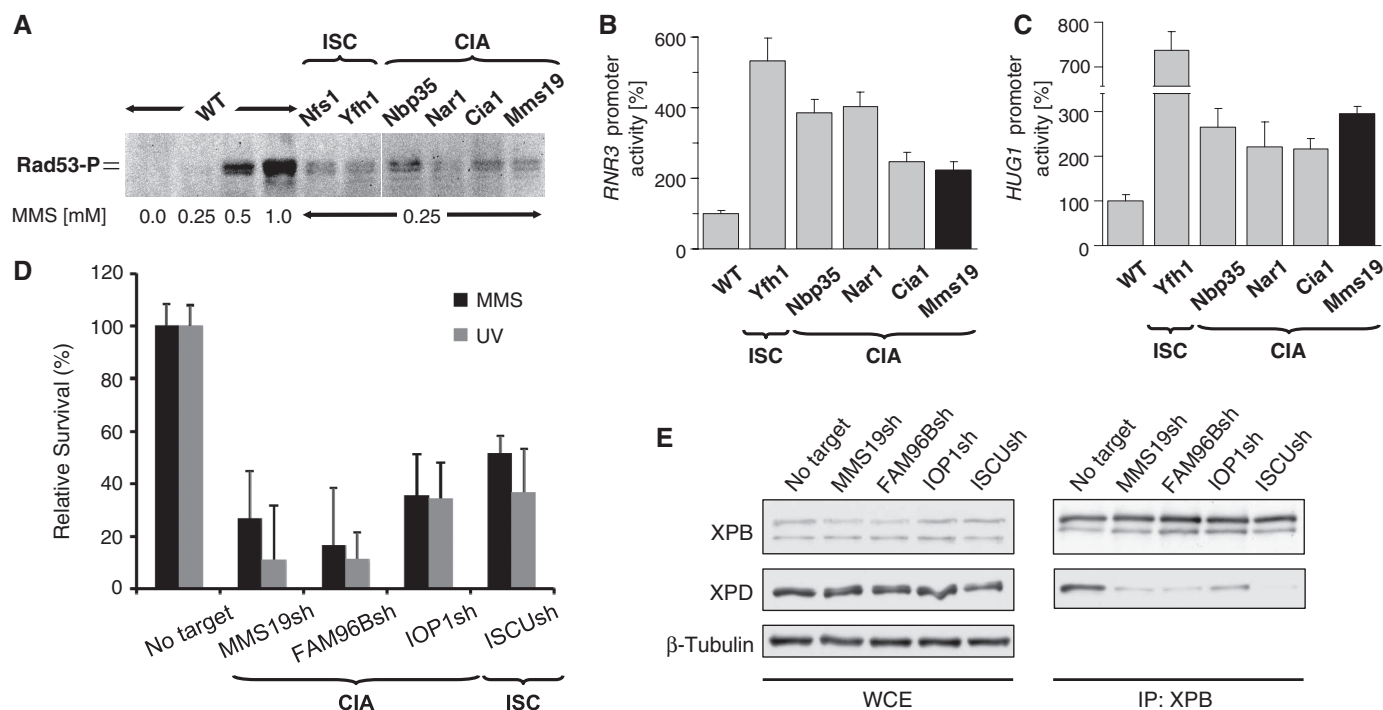 A
ISC
CIA
WT
Nfs1
Yfh1
Nbp35
Nar1
Cia1
Mms19
Rad53-P
MMS [mM]
0.0
0.25
0.5
1.0
0.25
B
RNR3 promoter
activity [%]
600
400
200
0
WT
Yfh1
Nbp35
Nar1
Cia1
Mms19
ISC
CIA
C
HUG1 promoter
activity [%]
800
700
300
200
100
0
WT
Yfh1
Nbp35
Nar1
Cia1
Mms19
ISC
CIA
D
Relative Survival (%)
120
100
80
60
40
20
0
MMS
UV
No target
MMS19sh
FAM96Bsh
IOP1sh
ISCUsh
CIA
ISC
E
No target
MMS19sh
FAM96Bsh
IOP1sh
ISCUsh
No target
MMS19sh
FAM96Bsh
IOP1sh
ISCUsh
XPB
XPD
β-Tubulin
WCE
IP: XPB